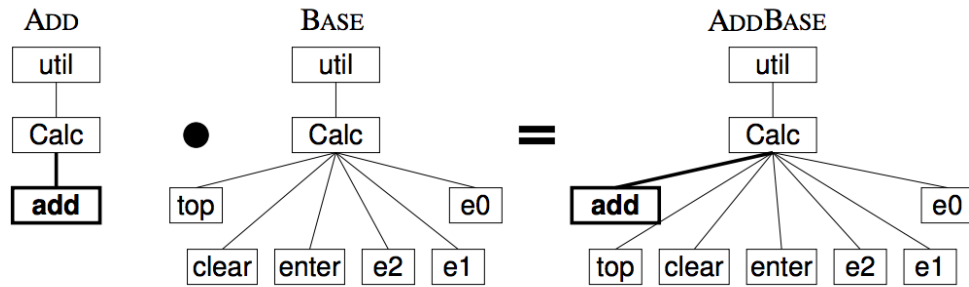 ADD BASE ADDBASE
util util util
Calc • Calc = Calc
add top e0 add e0
clear enter e2 e1 top clear enter e2 e1